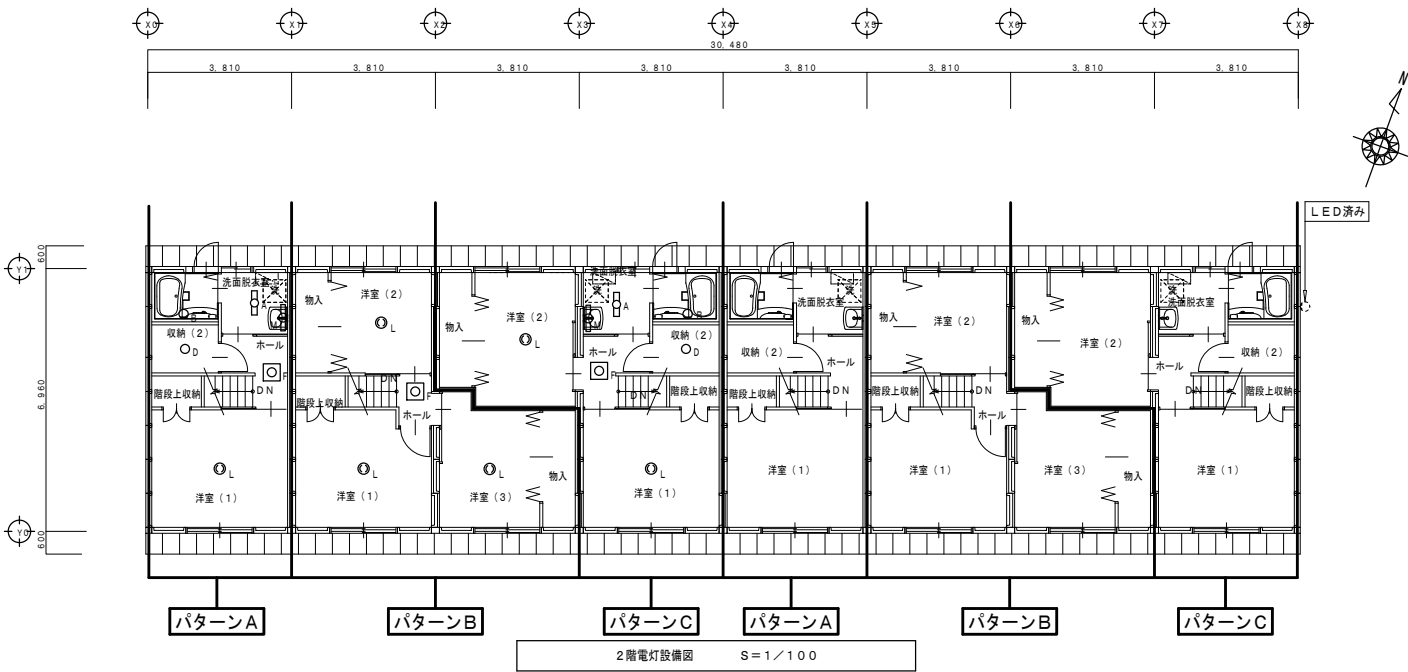 X0 X1 X2 X3 X4 X5 X6 X7 X8
30,480
3,810 3,810 3,810 3,810 3,810 3,810 3,810 3,810
N
LED済み
600
Y1
6,960
Y0
600
洗面脱衣室
洗
A
B
M
収納(2)
D
ホール
F
階段上収納
DN
L
洋室(1)
物入
洋室(2)
L
DN
F
階段上収納
ホール
L
洋室(1)
物入
洋室(2)
L
L
洋室(3)
物入
洗面脱衣室
洗
A
B
M
収納(2)
D
ホール
F
DN
階段上収納
L
洋室(1)
洗面脱衣室
洗
収納(2)
ホール
階段上収納
DN
洋室(1)
物入
洋室(2)
DN
階段上収納
ホール
洋室(1)
物入
洋室(2)
洋室(3)
物入
洗面脱衣室
洗
ホール
収納(2)
DN
階段上収納
洋室(1)
パターンA パターンB パターンC パターンA パターンB パターンC
2階電灯設備図 S=1/100